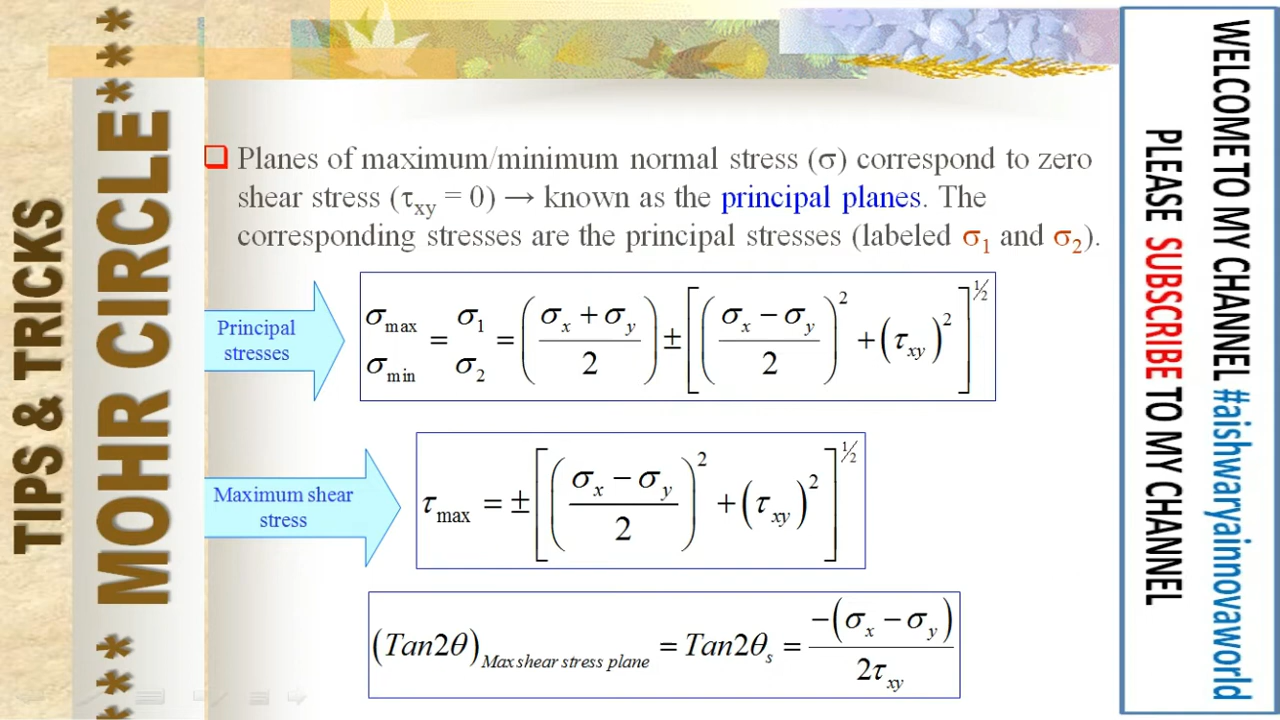 TIPS & TRICKS
*** MOHR CIRCLE***
❑ Planes of maximum/minimum normal stress (σ) correspond to zero
shear stress (τxy = 0) → known as the principal planes. The
corresponding stresses are the principal stresses (labeled σ1 and σ2).
Principal
stresses
σmax / σmin = σ1 / σ2 = ((σx + σy) / 2) ± [((σx − σy) / 2)² + (τxy)²]^½
Maximum shear
stress
τmax = ± [((σx − σy) / 2)² + (τxy)²]^½
(Tan2θ)Max shear stress plane = Tan2θs = −(σx − σy) / 2τxy
WELCOME TO MY CHANNEL #aishwaryainnovaworld
PLEASE SUBSCRIBE TO MY CHANNEL